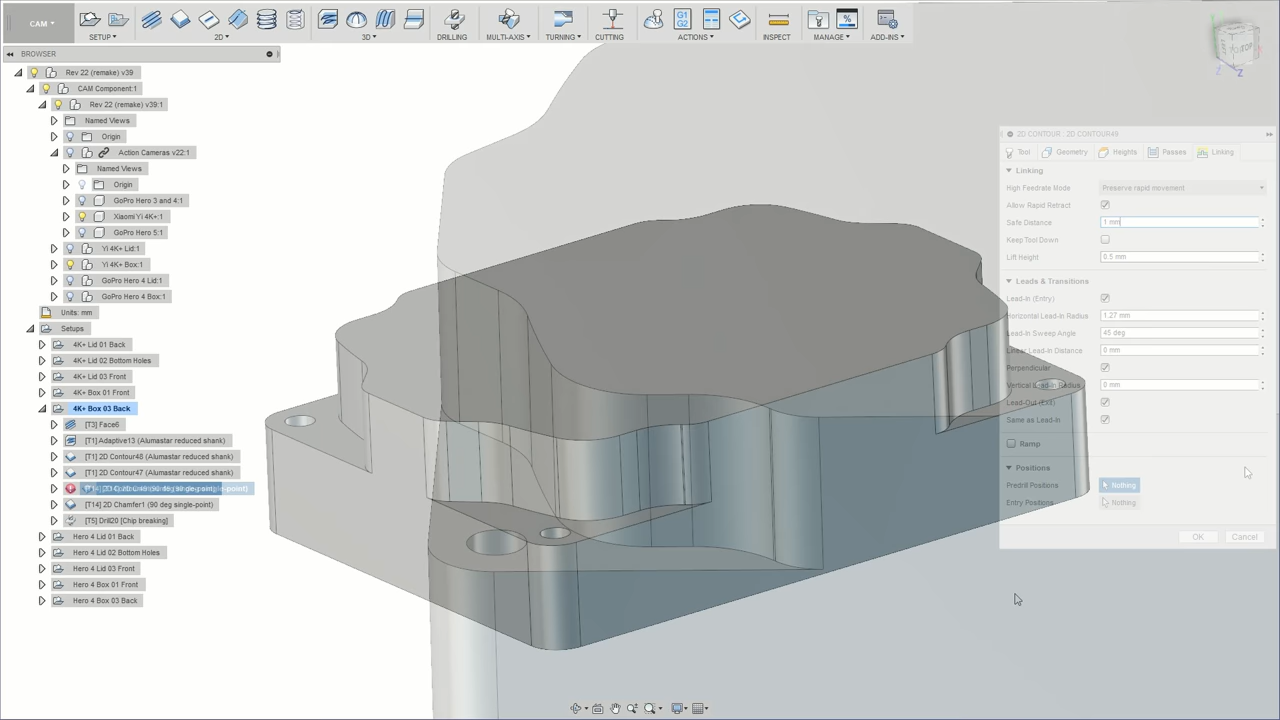 CAM
SETUP
2D
3D
DRILLING
MULTI-AXIS
TURNING
CUTTING
G1
G2
ACTIONS
INSPECT
%
MANAGE
ADD-INS
BROWSER
TOP
Z
Rev 22 (remake) v39
CAM Component:1
Rev 22 (remake) v39:1
Named Views
Origin
Action Cameras v22:1
Named Views
Origin
GoPro Hero 3 and 4:1
Xiaomi Yi 4K+:1
GoPro Hero 5:1
Yi 4K+ Lid:1
Yi 4K+ Box:1
GoPro Hero 4 Lid:1
GoPro Hero 4 Box:1
Units: mm
Setups
4K+ Lid 01 Back
4K+ Lid 02 Bottom Holes
4K+ Lid 03 Front
4K+ Box 01 Front
4K+ Box 03 Back
[T3] Face6
[T1] Adaptive13 (Alumastar reduced shank)
[T1] 2D Contour48 (Alumastar reduced shank)
[T1] 2D Contour47 (Alumastar reduced shank)
[T14] 2D Chamfer1 (90 deg single-point)
[T5] Drill20 [Chip breaking]
Hero 4 Lid 01 Back
Hero 4 Lid 02 Bottom Holes
Hero 4 Lid 03 Front
Hero 4 Box 01 Front
Hero 4 Box 03 Back
2D CONTOUR : 2D CONTOUR49
Tool
Geometry
Heights
Passes
Linking
Linking
High Feedrate Mode
Preserve rapid movement
Allow Rapid Retract
Safe Distance
1 mm
Keep Tool Down
Lift Height
0.5 mm
Leads & Transitions
Lead-In (Entry)
Horizontal Lead-In Radius
1.27 mm
Lead-In Sweep Angle
45 deg
Linear Lead-In Distance
0 mm
Perpendicular
Vertical Lead-In Radius
0 mm
Lead-Out (Exit)
Same as Lead-In
Ramp
Positions
Predrill Positions
Nothing
Entry Positions
Nothing
OK
Cancel